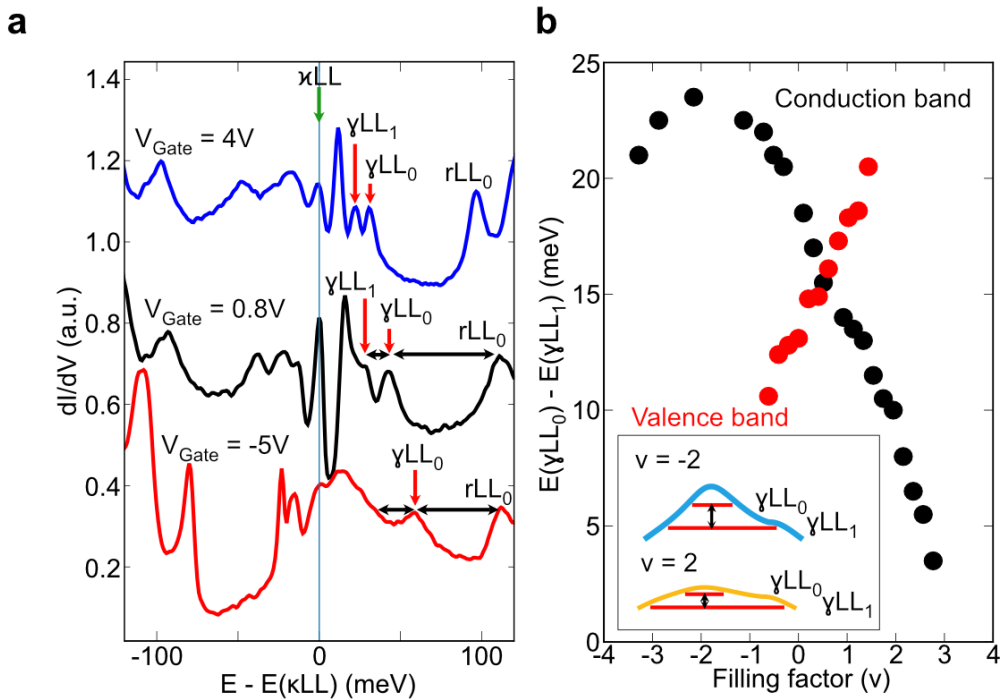 a
ϰLL
γLL1
γLL0
rLL0
VGate = 4V
γLL1
γLL0
rLL0
VGate = 0.8V
γLL0
rLL0
VGate = -5V
1.4
1.2
1.0
0.8
0.6
0.4
0.2
dI/dV (a.u.)
-100
0
100
E - E(κLL) (meV)
b
Conduction band
Valence band
ν = -2
γLL0
γLL1
ν = 2
γLL0
γLL1
25
20
15
10
5
0
E(γLL0) - E(γLL1) (meV)
-4
-3
-2
-1
0
1
2
3
4
Filling factor (ν)